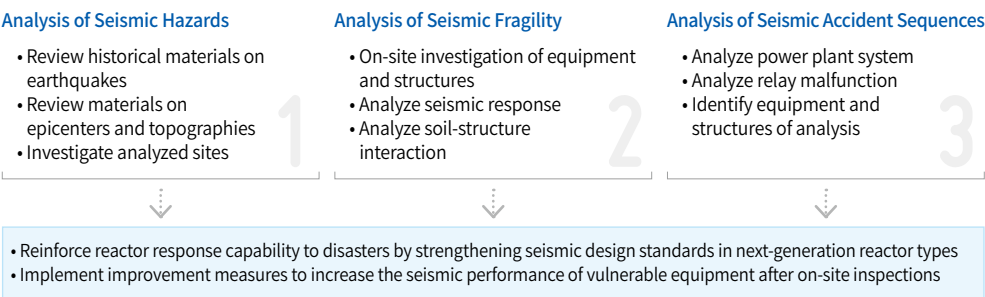 Analysis of Seismic Hazards
• Review historical materials on
earthquakes
• Review materials on
epicenters and topographies
• Investigate analyzed sites
1
Analysis of Seismic Fragility
• On-site investigation of equipment
and structures
• Analyze seismic response
• Analyze soil-structure
interaction
2
Analysis of Seismic Accident Sequences
• Analyze power plant system
• Analyze relay malfunction
• Identify equipment and
structures of analysis
3
• Reinforce reactor response capability to disasters by strengthening seismic design standards in next-generation reactor types
• Implement improvement measures to increase the seismic performance of vulnerable equipment after on-site inspections